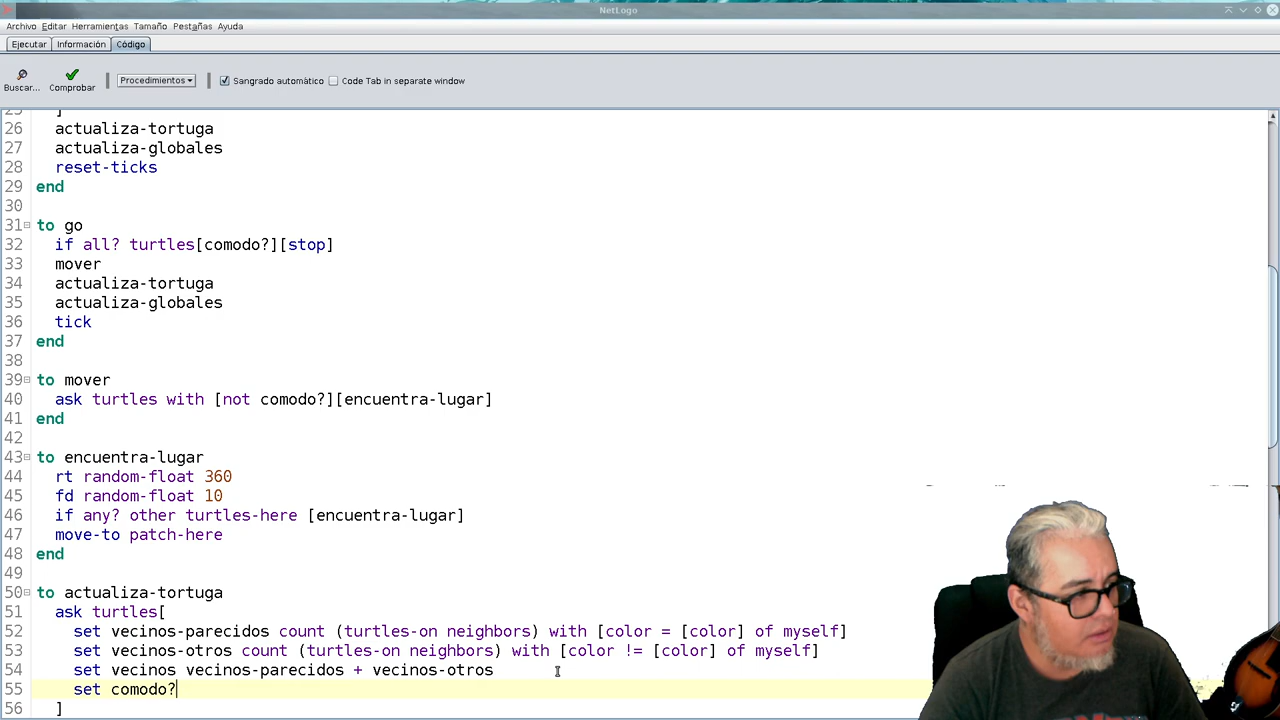 NetLogo
Archivo Editar Herramientas Tamaño Pestañas Ayuda
Ejecutar Información Código
Buscar... Comprobar Procedimientos Sangrado automático Code Tab in separate window
25 ]
26 actualiza-tortuga
27 actualiza-globales
28 reset-ticks
29 end
30
31 to go
32 if all? turtles[comodo?][stop]
33 mover
34 actualiza-tortuga
35 actualiza-globales
36 tick
37 end
38
39 to mover
40 ask turtles with [not comodo?][encuentra-lugar]
41 end
42
43 to encuentra-lugar
44 rt random-float 360
45 fd random-float 10
46 if any? other turtles-here [encuentra-lugar]
47 move-to patch-here
48 end
49
50 to actualiza-tortuga
51 ask turtles[
52 set vecinos-parecidos count (turtles-on neighbors) with [color = [color] of myself]
53 set vecinos-otros count (turtles-on neighbors) with [color != [color] of myself]
54 set vecinos vecinos-parecidos + vecinos-otros
55 set comodo?
56 ]